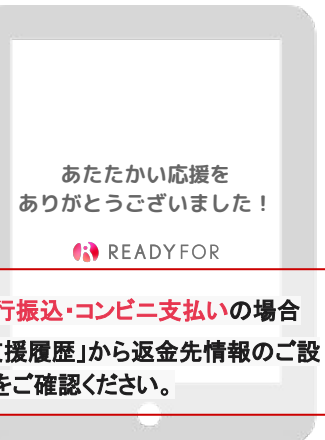 あたたかい応援を
ありがとうございました！
READYFOR
行振込・コンビニ支払いの場合
援履歴」から返金先情報のご設
をご確認ください。